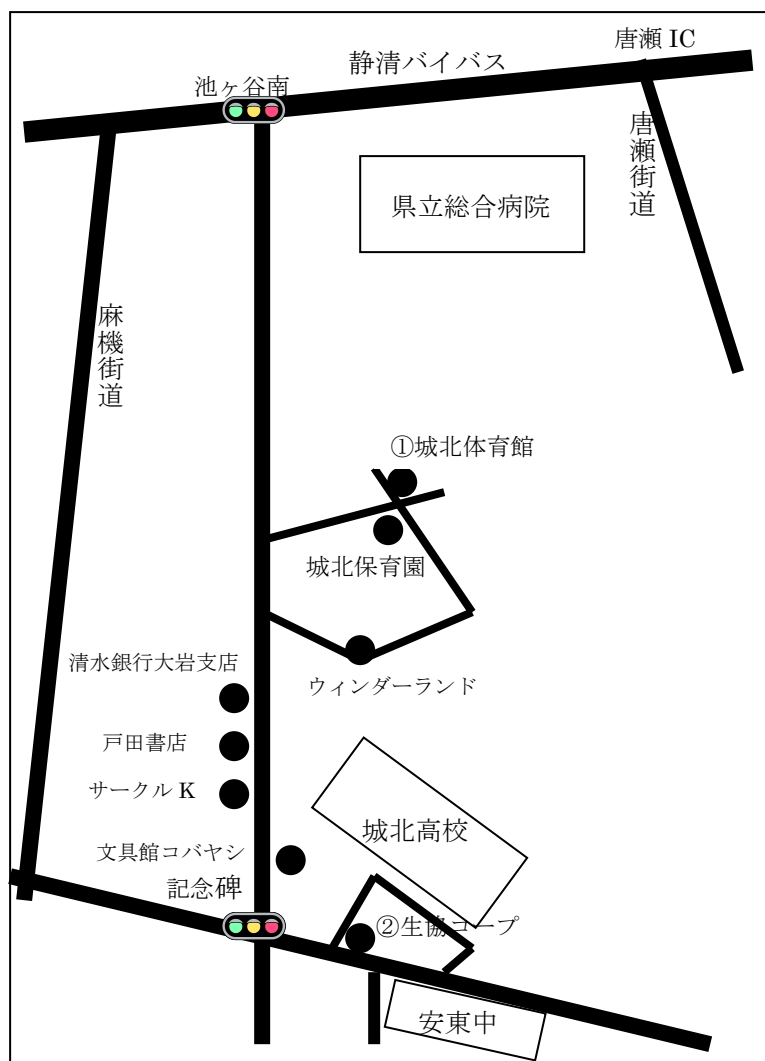 唐瀬 IC
静清バイパス
池ヶ谷南
唐瀬街道
県立総合病院
麻機街道
①城北体育館
城北保育園
清水銀行大岩支店
ウィンダーランド
戸田書店
サークル K
城北高校
文具館コバヤシ
記念碑
②生協コープ
安東中